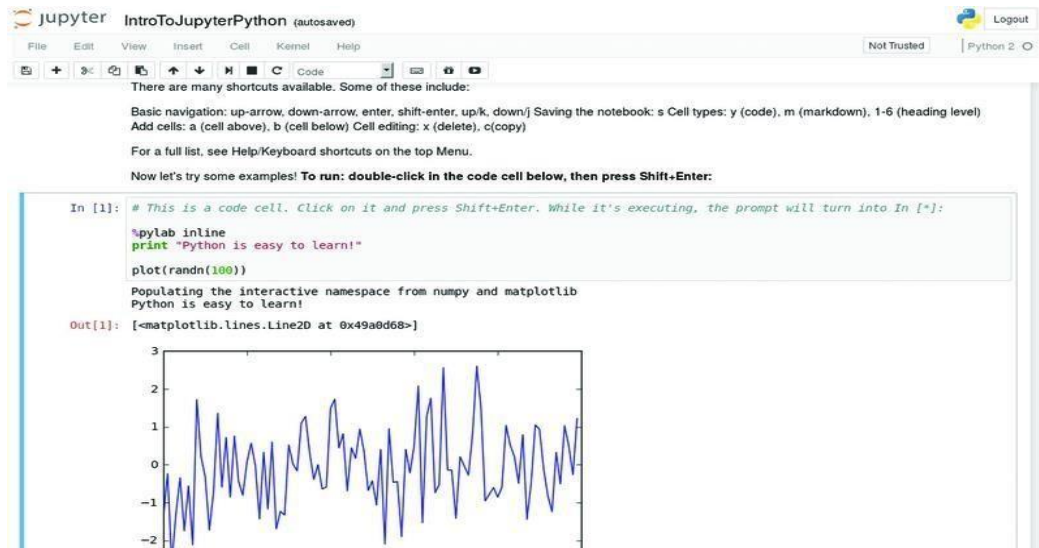 Jupyter IntroToJupyterPython (autosaved) Logout
File Edit View Insert Cell Kernel Help Not Trusted Python 2
Code
There are many shortcuts available. Some of these include:
Basic navigation: up-arrow, down-arrow, enter, shift-enter, up/k, down/j Saving the notebook: s Cell types: y (code), m (markdown), 1-6 (heading level)
Add cells: a (cell above), b (cell below) Cell editing: x (delete), c(copy)
For a full list, see Help/Keyboard shortcuts on the top Menu.
Now let's try some examples! To run: double-click in the code cell below, then press Shift+Enter:
In [1]: # This is a code cell. Click on it and press Shift+Enter. While it's executing, the prompt will turn into In [*]:
%pylab inline
print "Python is easy to learn!"
plot(randn(100))
Populating the interactive namespace from numpy and matplotlib
Python is easy to learn!
Out[1]: [<matplotlib.lines.Line2D at 0x49a0d68>]
3
2
1
0
−1
−2